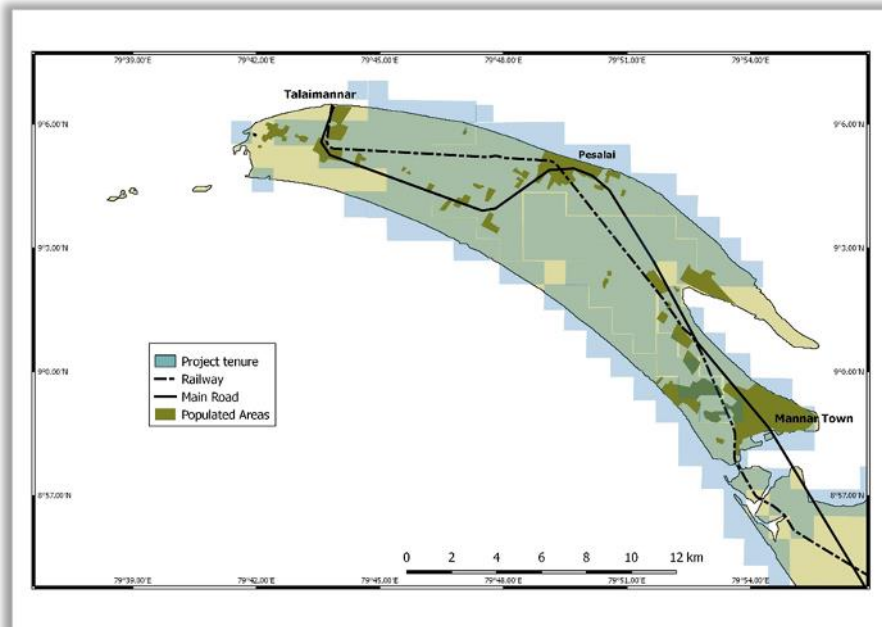 79°39.00'E 79°42.00'E 79°45.00'E 79°48.00'E 79°51.00'E 79°54.00'E
Talaimannar
9°6.00'N 9°6.00'N
Pesalai
9°3.00'N 9°3.00'N
Project tenure
Railway
Main Road
Populated Areas
9°0.00'N 9°0.00'N
Mannar Town
8°57.00'N 8°57.00'N
0 2 4 6 8 10 12 km
79°39.00'E 79°42.00'E 79°45.00'E 79°48.00'E 79°51.00'E 79°54.00'E